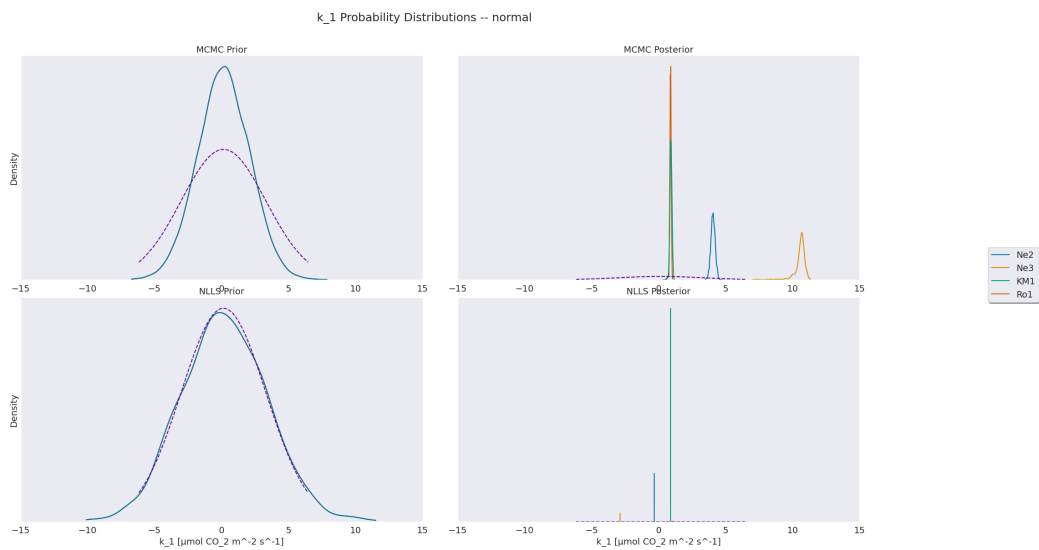 k_1 Probability Distributions -- normal
MCMC Prior
MCMC Posterior
Density
−15 −10 −5 0 5 10 15
−15 −10 −5 0 5 10 15
NLLS Prior
NLLS Posterior
Density
−15 −10 −5 0 5 10 15
−15 −10 −5 0 5 10 15
k_1 [μmol CO_2 m^-2 s^-1]
k_1 [μmol CO_2 m^-2 s^-1]
Ne2
Ne3
KM1
Ro1